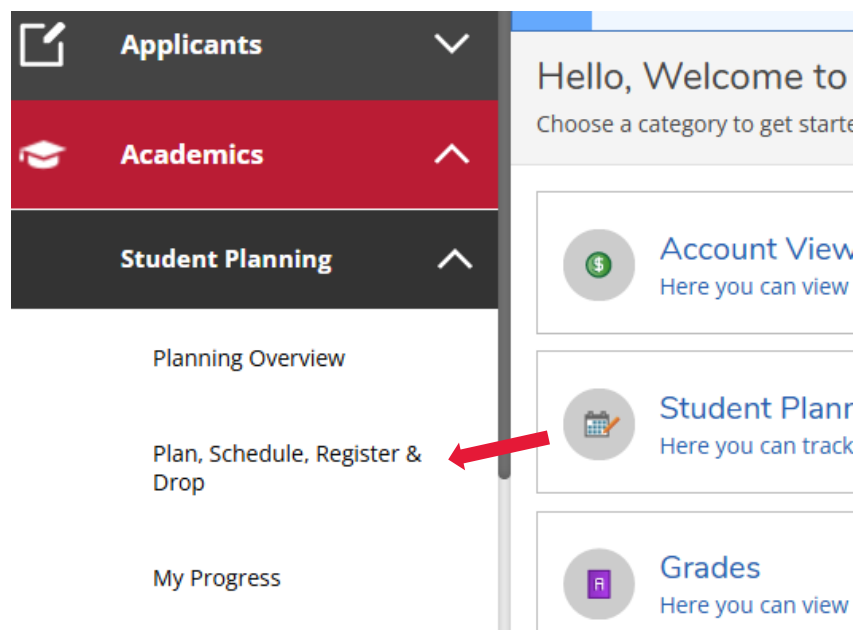 Applicants
Academics
Student Planning
Planning Overview
Plan, Schedule, Register &
Drop
My Progress
Hello, Welcome to
Choose a category to get starte
Account View
Here you can view
Student Plann
Here you can track
A
Grades
Here you can view